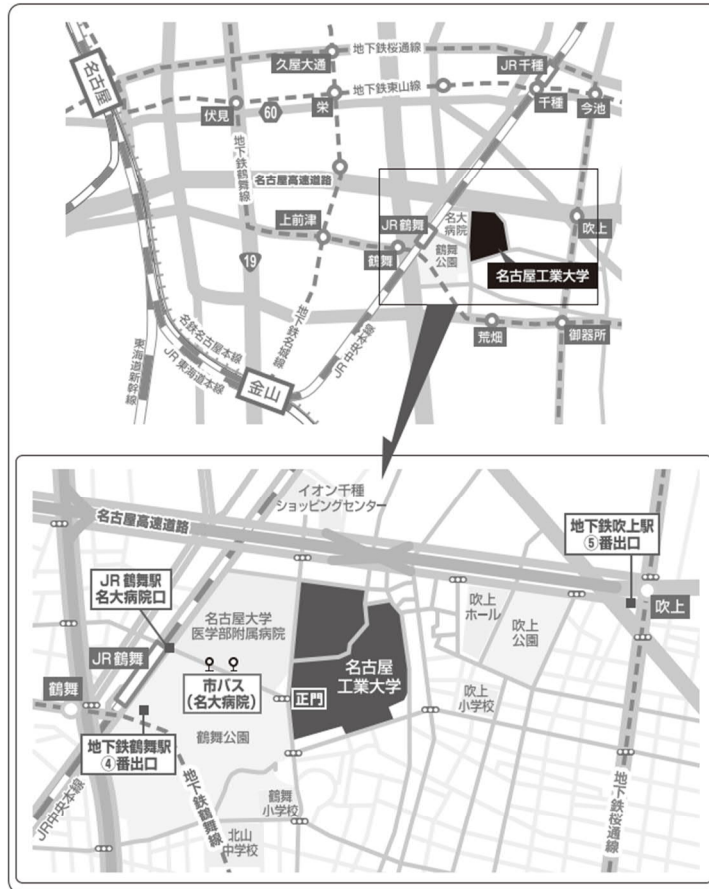 地下鉄桜通線
久屋大通
JR千種
名古屋
地下鉄東山線
栄
千種
今池
伏見
60
地下鉄鶴舞線
名古屋高速道路
上前津
JR鶴舞
名大
病院
吹上
鶴舞
鶴舞
公園
名古屋工業大学
19
地下鉄名城線
名鉄名古屋本線
JR東海道本線
東海道新幹線
JR中央本線
荒畑
御器所
金山
イオン千種
ショッピングセンター
名古屋高速道路
地下鉄吹上駅
⑤番出口
JR鶴舞駅
名大病院口
名古屋大学
医学部附属病院
吹上
ホール
吹上
公園
吹上
JR鶴舞
名古屋
工業大学
市バス
(名大病院)
正門
吹上
小学校
鶴舞
地下鉄鶴舞駅
④番出口
鶴舞公園
鶴舞
小学校
北山
中学校
JR中央本線
地下鉄鶴舞線
地下鉄桜通線